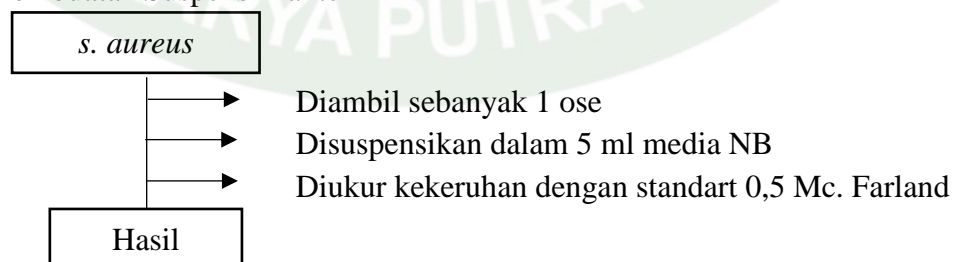 s. aureus
Diambil sebanyak 1 ose
Disuspensikan dalam 5 ml media NB
Diukur kekeruhan dengan standart 0,5 Mc. Farland
Hasil